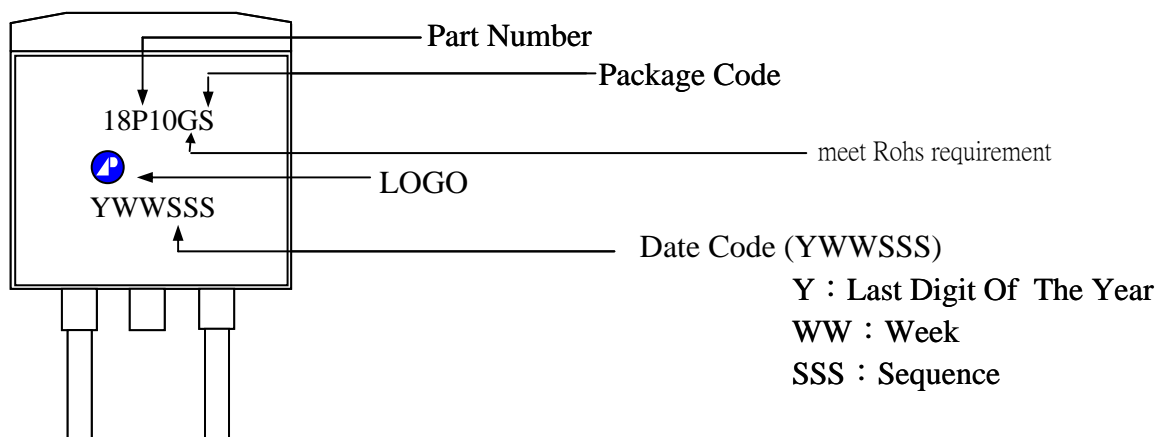 Part Number
Package Code
18P10GS
meet Rohs requirement
LOGO
YWWSSS
Date Code (YWWSSS)
Y：Last Digit Of The Year
WW：Week
SSS：Sequence